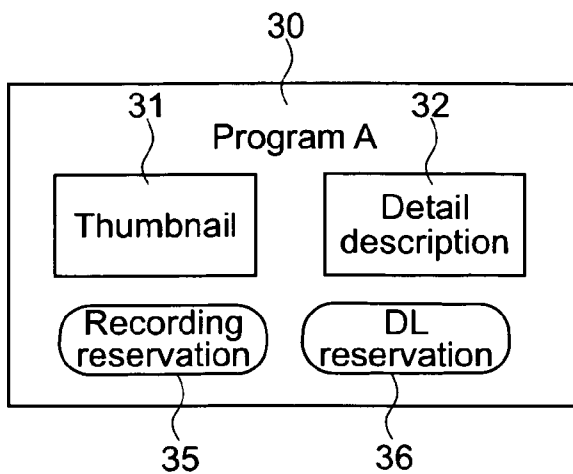 30
31
32
Program A
Thumbnail
Detail
description
Recording
reservation
DL
reservation
35
36